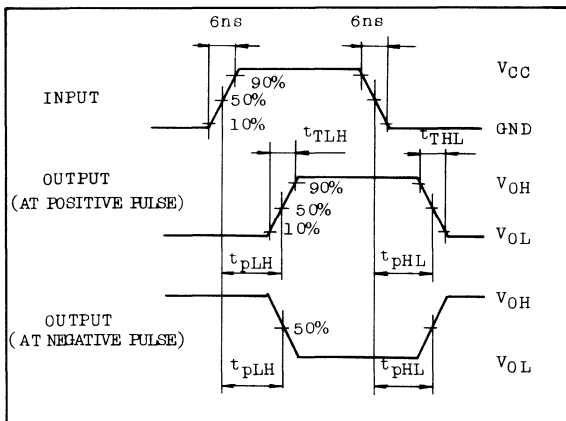 6ns 6ns
90% VCC
INPUT 50%
10% GND
tTLH tTHL
OUTPUT 90% VOH
(AT POSITIVE PULSE) 50%
10% VOL
tpLH tpHL
OUTPUT VOH
(AT NEGATIVE PULSE) 50%
VOL
tpLH tpHL